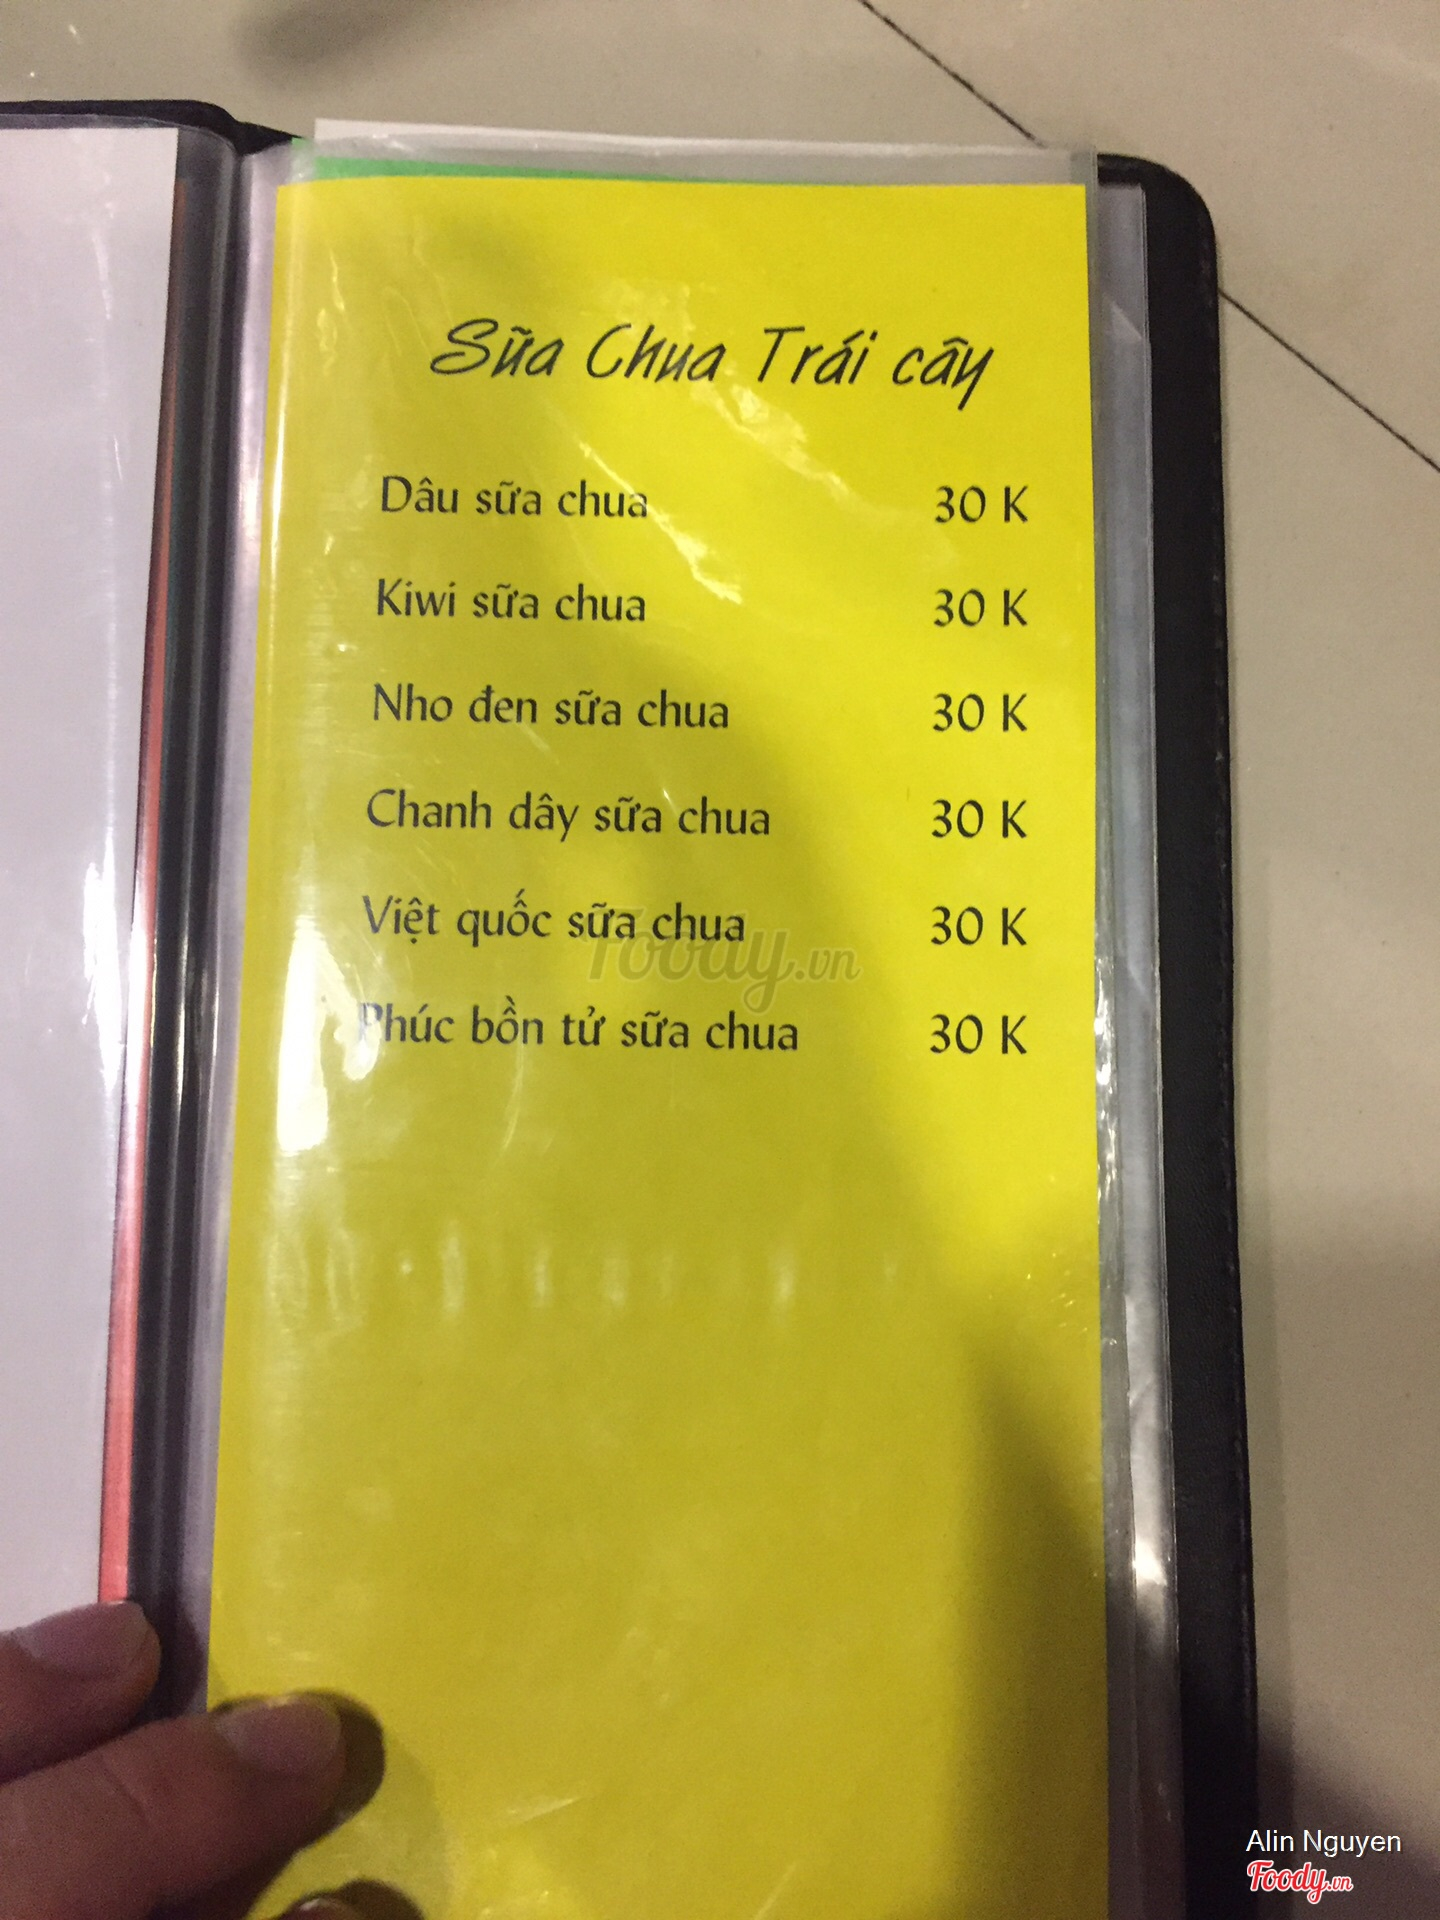 Sữa Chua Trái cây
Dâu sữa chua 30 K
Kiwi sữa chua 30 K
Nho đen sữa chua 30 K
Chanh dây sữa chua 30 K
Việt quốc sữa chua 30 K
Foody.vn
Phúc bồn tử sữa chua 30 K
Alin Nguyen
Foody.vn